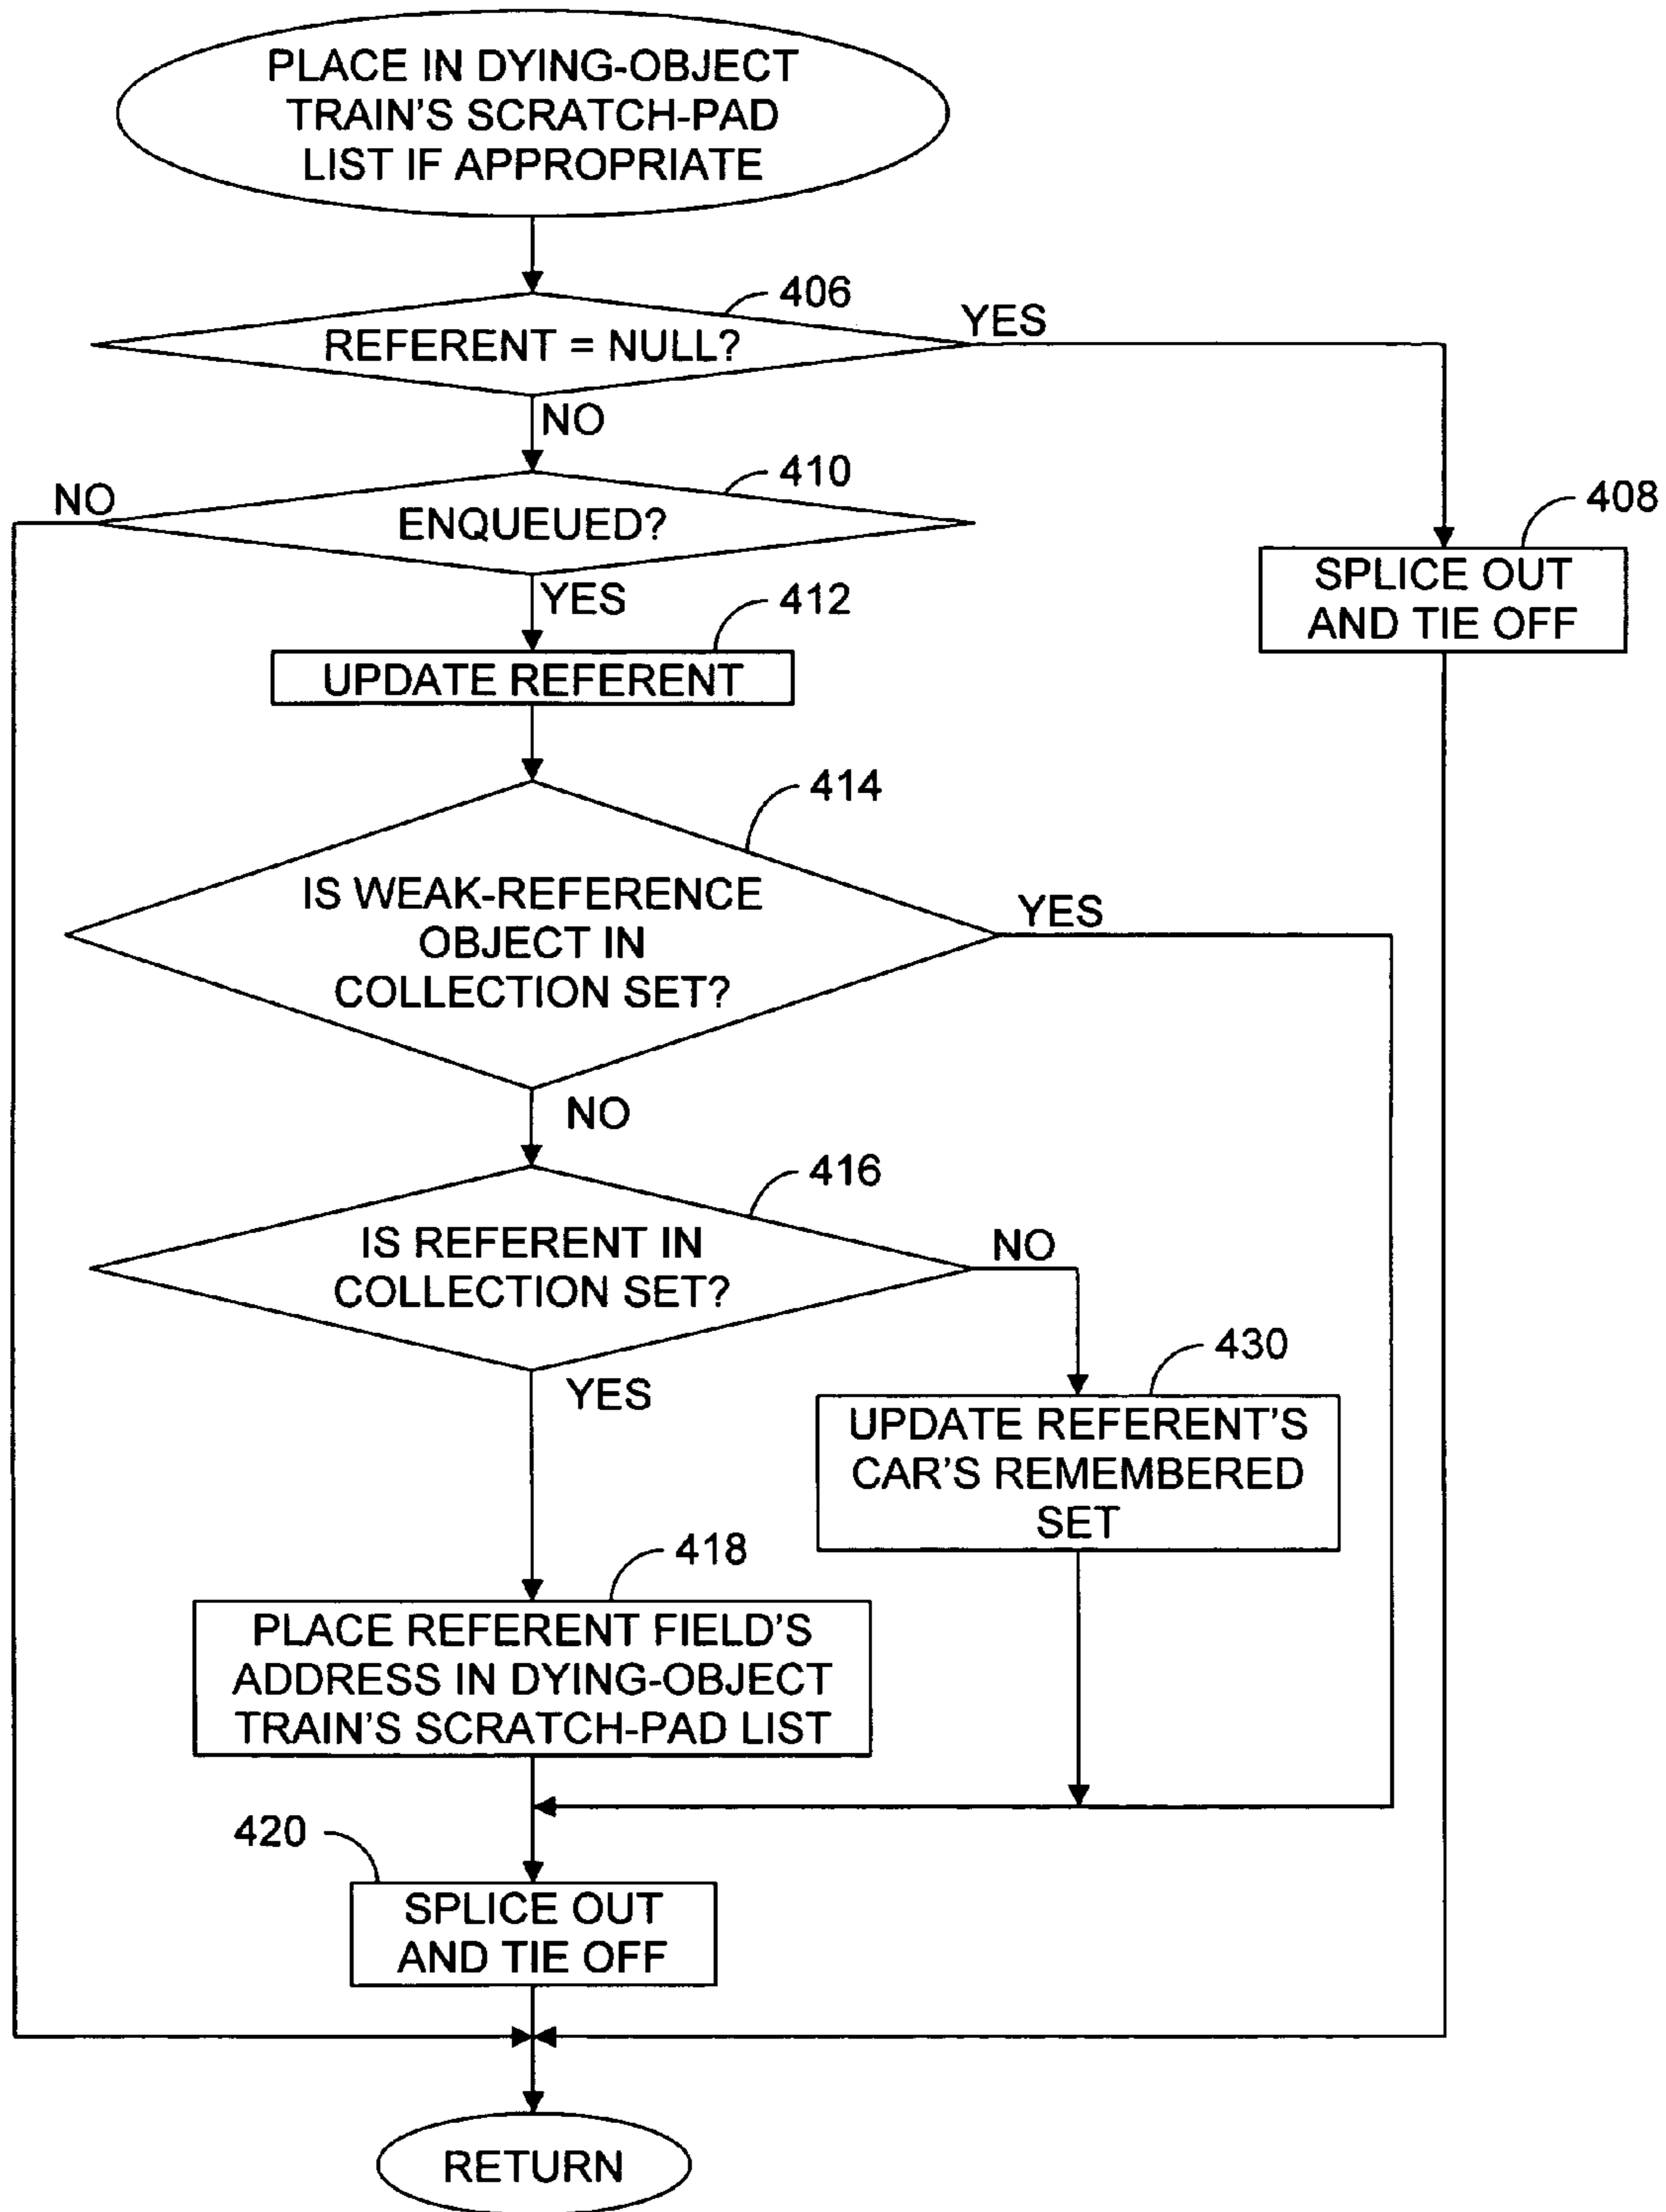 PLACE IN DYING-OBJECT
TRAIN'S SCRATCH-PAD
LIST IF APPROPRIATE
406
REFERENT = NULL?
YES
NO
410
ENQUEUED?
NO
408
SPLICE OUT
AND TIE OFF
YES
412
UPDATE REFERENT
414
IS WEAK-REFERENCE
OBJECT IN
COLLECTION SET?
YES
NO
416
IS REFERENT IN
COLLECTION SET?
NO
430
UPDATE REFERENT'S
CAR'S REMEMBERED
SET
YES
418
PLACE REFERENT FIELD'S
ADDRESS IN DYING-OBJECT
TRAIN'S SCRATCH-PAD LIST
420
SPLICE OUT
AND TIE OFF
RETURN